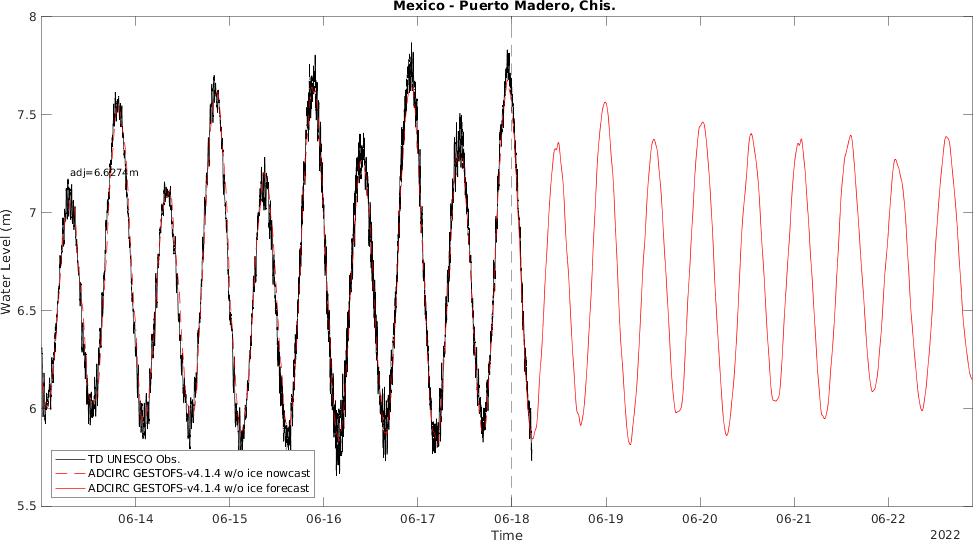 Mexico - Puerto Madero, Chis.
8
7.5
7
6.5
6
5.5
Water Level (m)
adj=6.6274m
TD UNESCO Obs.
ADCIRC GESTOFS-v4.1.4 w/o ice nowcast
ADCIRC GESTOFS-v4.1.4 w/o ice forecast
06-14
06-15
06-16
06-17
06-18
06-19
06-20
06-21
06-22
Time
2022